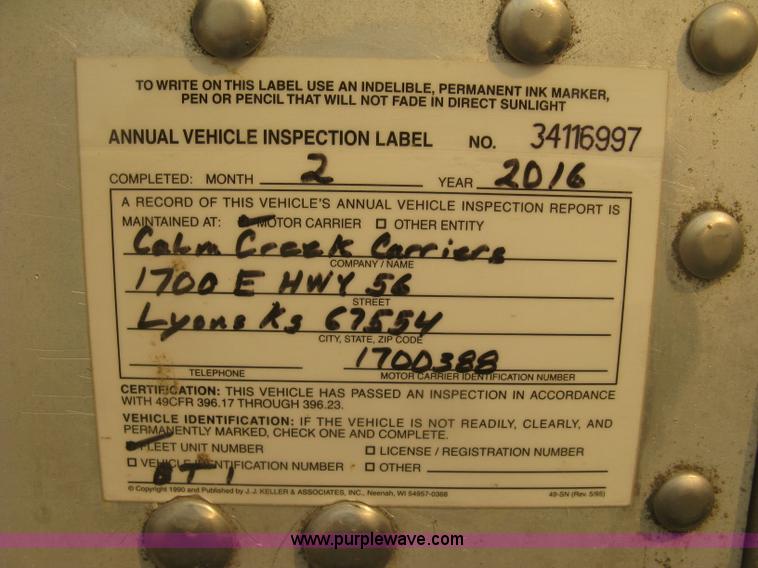 TO WRITE ON THIS LABEL USE AN INDELIBLE, PERMANENT INK MARKER,
PEN OR PENCIL THAT WILL NOT FADE IN DIRECT SUNLIGHT
ANNUAL VEHICLE INSPECTION LABEL NO. 34116997
COMPLETED: MONTH 2 YEAR 2016
A RECORD OF THIS VEHICLE'S ANNUAL VEHICLE INSPECTION REPORT IS
MAINTAINED AT: MOTOR CARRIER ☐ OTHER ENTITY
Calm Creek Carriers
COMPANY / NAME
1700 E HWY 56
STREET
Lyons Ks 67554
CITY, STATE, ZIP CODE
1700388
TELEPHONE MOTOR CARRIER IDENTIFICATION NUMBER
CERTIFICATION: THIS VEHICLE HAS PASSED AN INSPECTION IN ACCORDANCE
WITH 49CFR 396.17 THROUGH 396.23.
VEHICLE IDENTIFICATION: IF THE VEHICLE IS NOT READILY, CLEARLY, AND
PERMANENTLY MARKED, CHECK ONE AND COMPLETE.
FLEET UNIT NUMBER ☐ LICENSE / REGISTRATION NUMBER
☐ VEHICLE IDENTIFICATION NUMBER ☐ OTHER
© Copyright 1990 and Published by J. J. KELLER & ASSOCIATES, INC., Neenah, WI 54957-0368 49-SN (Rev. 5/95)
www.purplewave.com